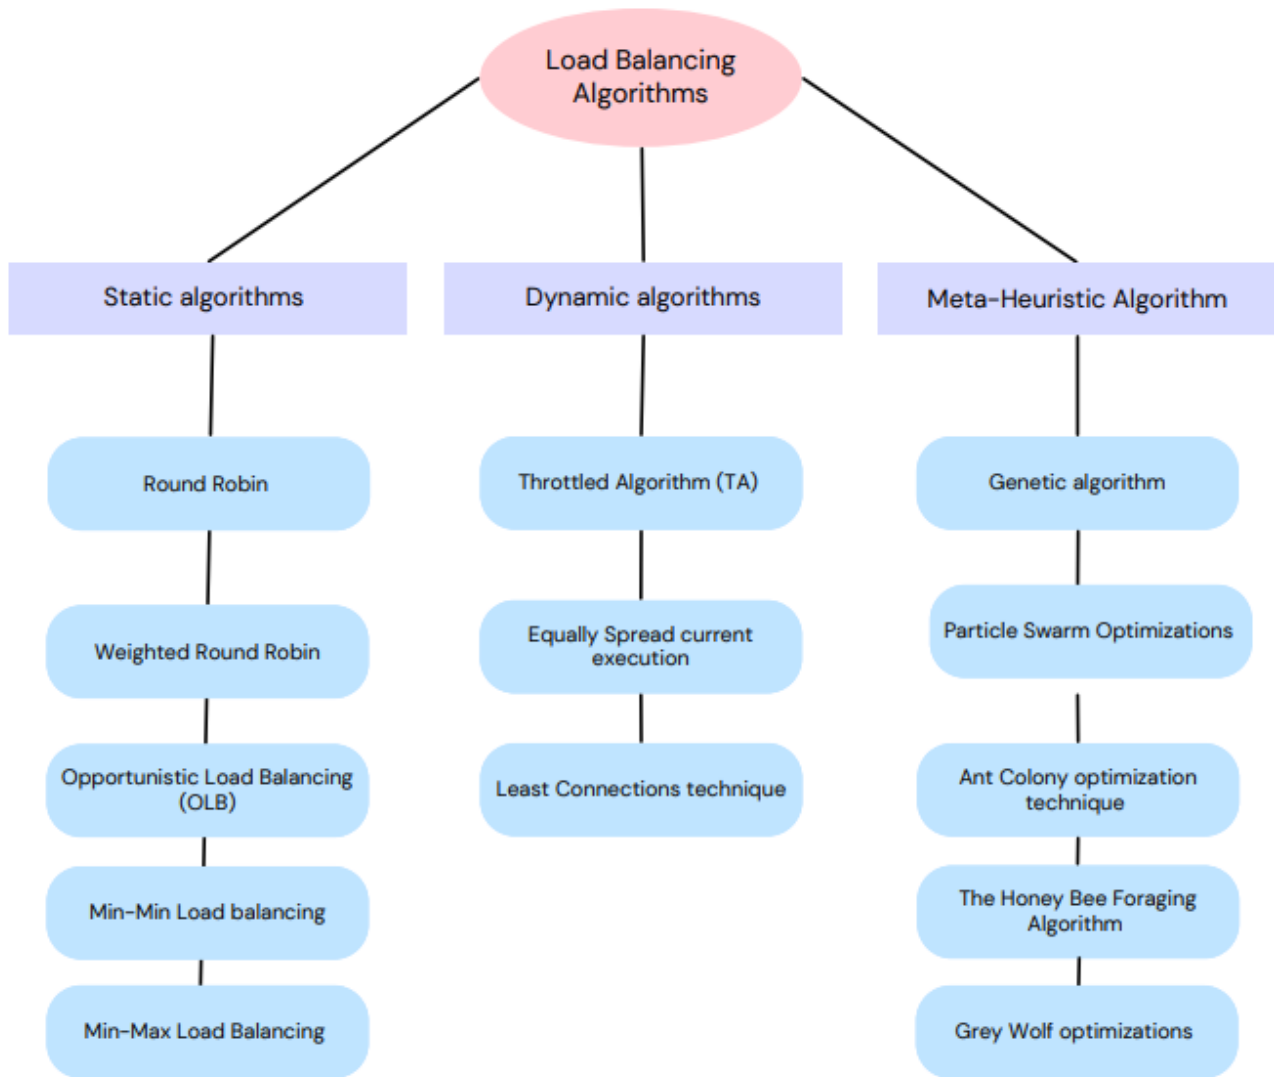 Load Balancing
Algorithms
Static algorithms
Dynamic algorithms
Meta-Heuristic Algorithm
Round Robin
Weighted Round Robin
Opportunistic Load Balancing
(OLB)
Min-Min Load balancing
Min-Max Load Balancing
Throttled Algorithm (TA)
Equally Spread current
execution
Least Connections technique
Genetic algorithm
Particle Swarm Optimizations
Ant Colony optimization
technique
The Honey Bee Foraging
Algorithm
Grey Wolf optimizations